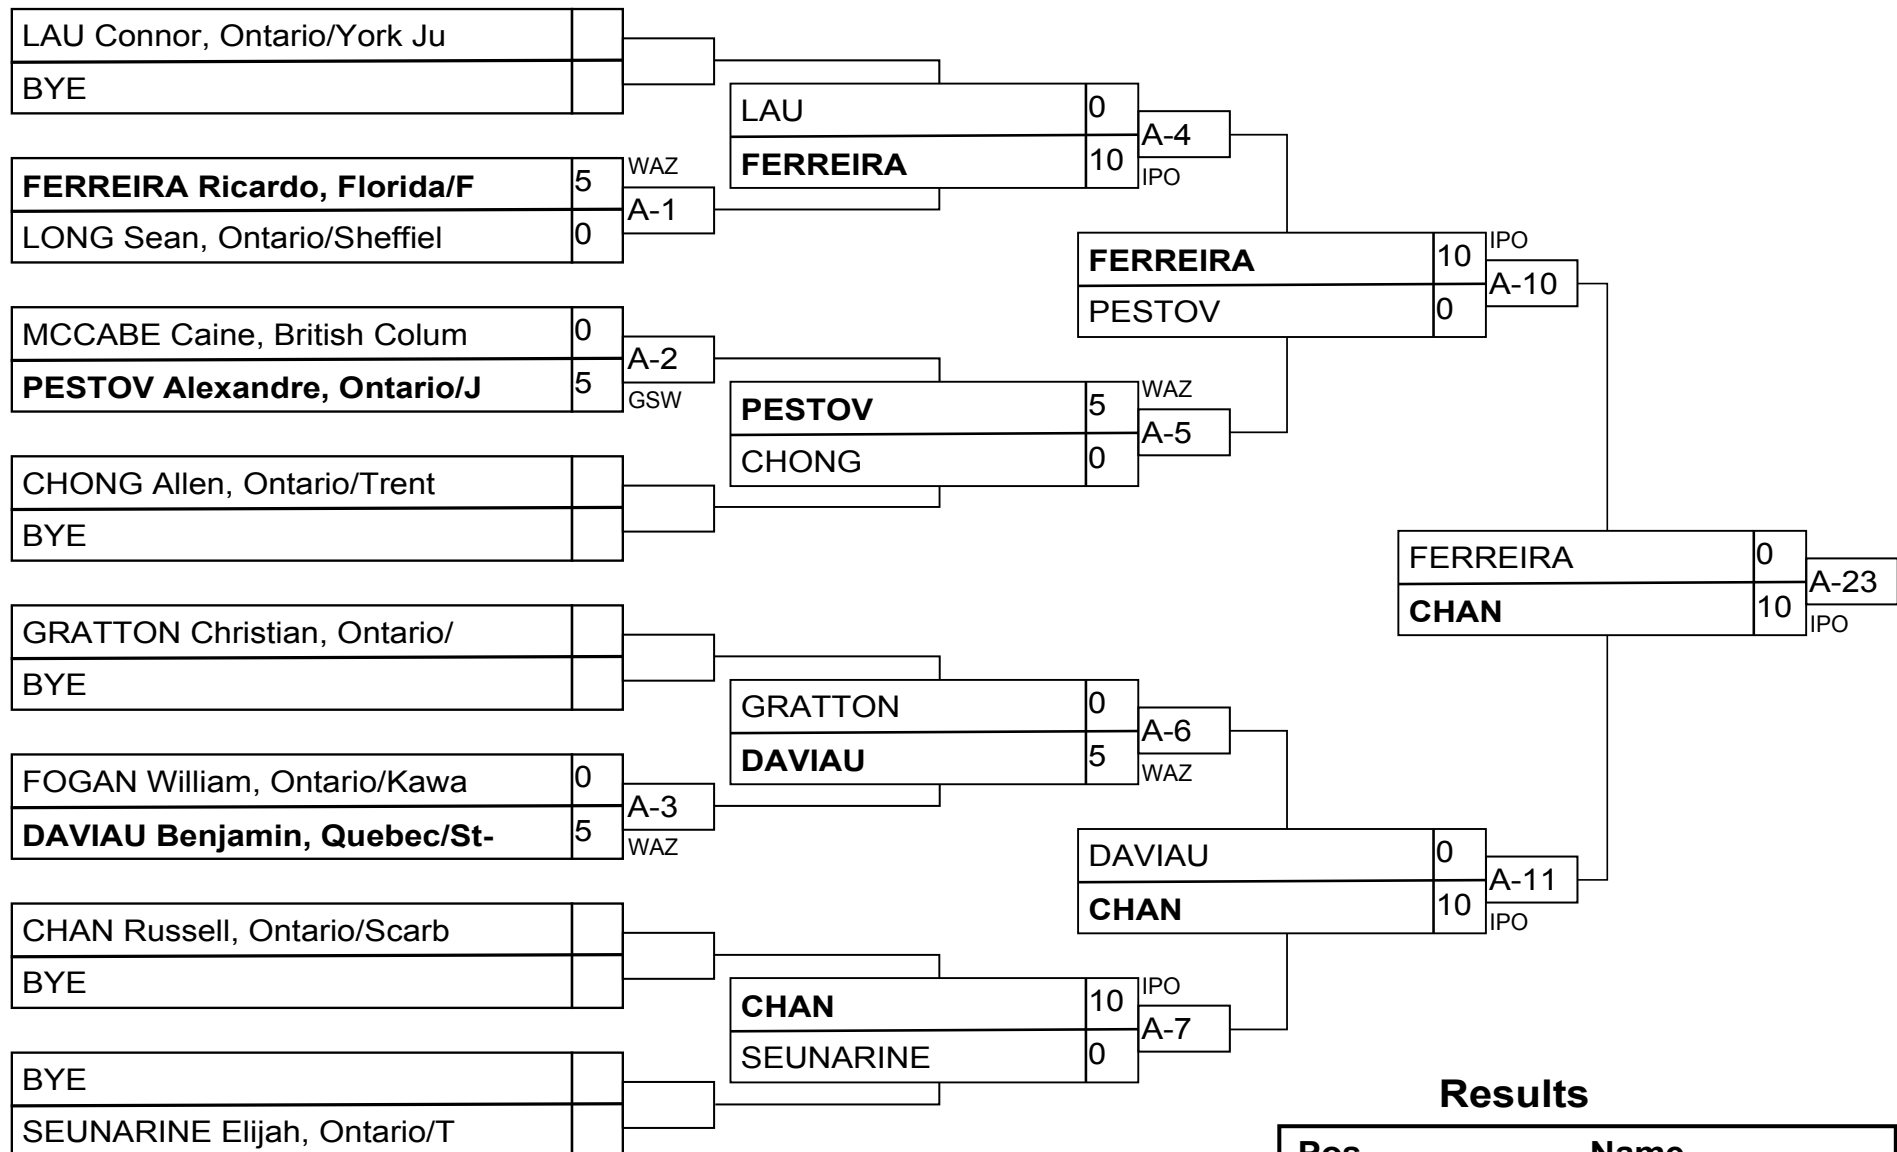 LAU Connor, Ontario/York Ju
BYE
FERREIRA Ricardo, Florida/F 5 WAZ
A-1
LONG Sean, Ontario/Sheffiel 0
MCCABE Caine, British Colum 0
A-2
PESTOV Alexandre, Ontario/J 5 GSW
CHONG Allen, Ontario/Trent
BYE
GRATTON Christian, Ontario/
BYE
FOGAN William, Ontario/Kawa 0
A-3
DAVIAU Benjamin, Quebec/St- 5 WAZ
CHAN Russell, Ontario/Scarb
BYE
BYE
SEUNARINE Elijah, Ontario/T
LAU 0
A-4
FERREIRA 10 IPO
PESTOV 5 WAZ
A-5
CHONG 0
GRATTON 0
A-6
DAVIAU 5 WAZ
CHAN 10 IPO
A-7
SEUNARINE 0
FERREIRA 10 IPO
A-10
PESTOV 0
DAVIAU 0
A-11
CHAN 10 IPO
FERREIRA 0
A-23
CHAN 10 IPO
Results
Pos Name